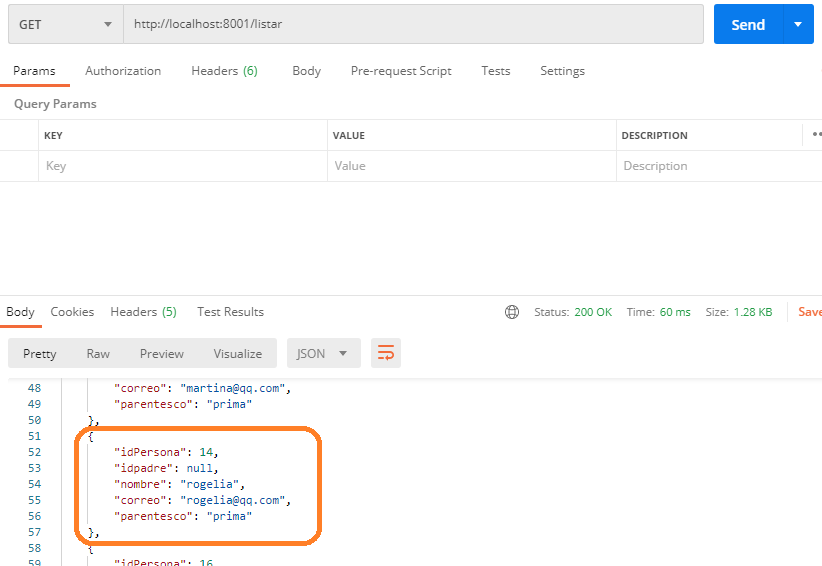 GET http://localhost:8001/listar Send
Params Authorization Headers (6) Body Pre-request Script Tests Settings
Query Params
KEY VALUE DESCRIPTION
Key Value Description
Body Cookies Headers (5) Test Results Status: 200 OK Time: 60 ms Size: 1.28 KB Save
Pretty Raw Preview Visualize JSON
48 "correo": "martina@qq.com",
49 "parentesco": "prima"
50 },
51 {
52 "idPersona": 14,
53 "idpadre": null,
54 "nombre": "rogelia",
55 "correo": "rogelia@qq.com",
56 "parentesco": "prima"
57 },
58 {
59 "idPersona": 16